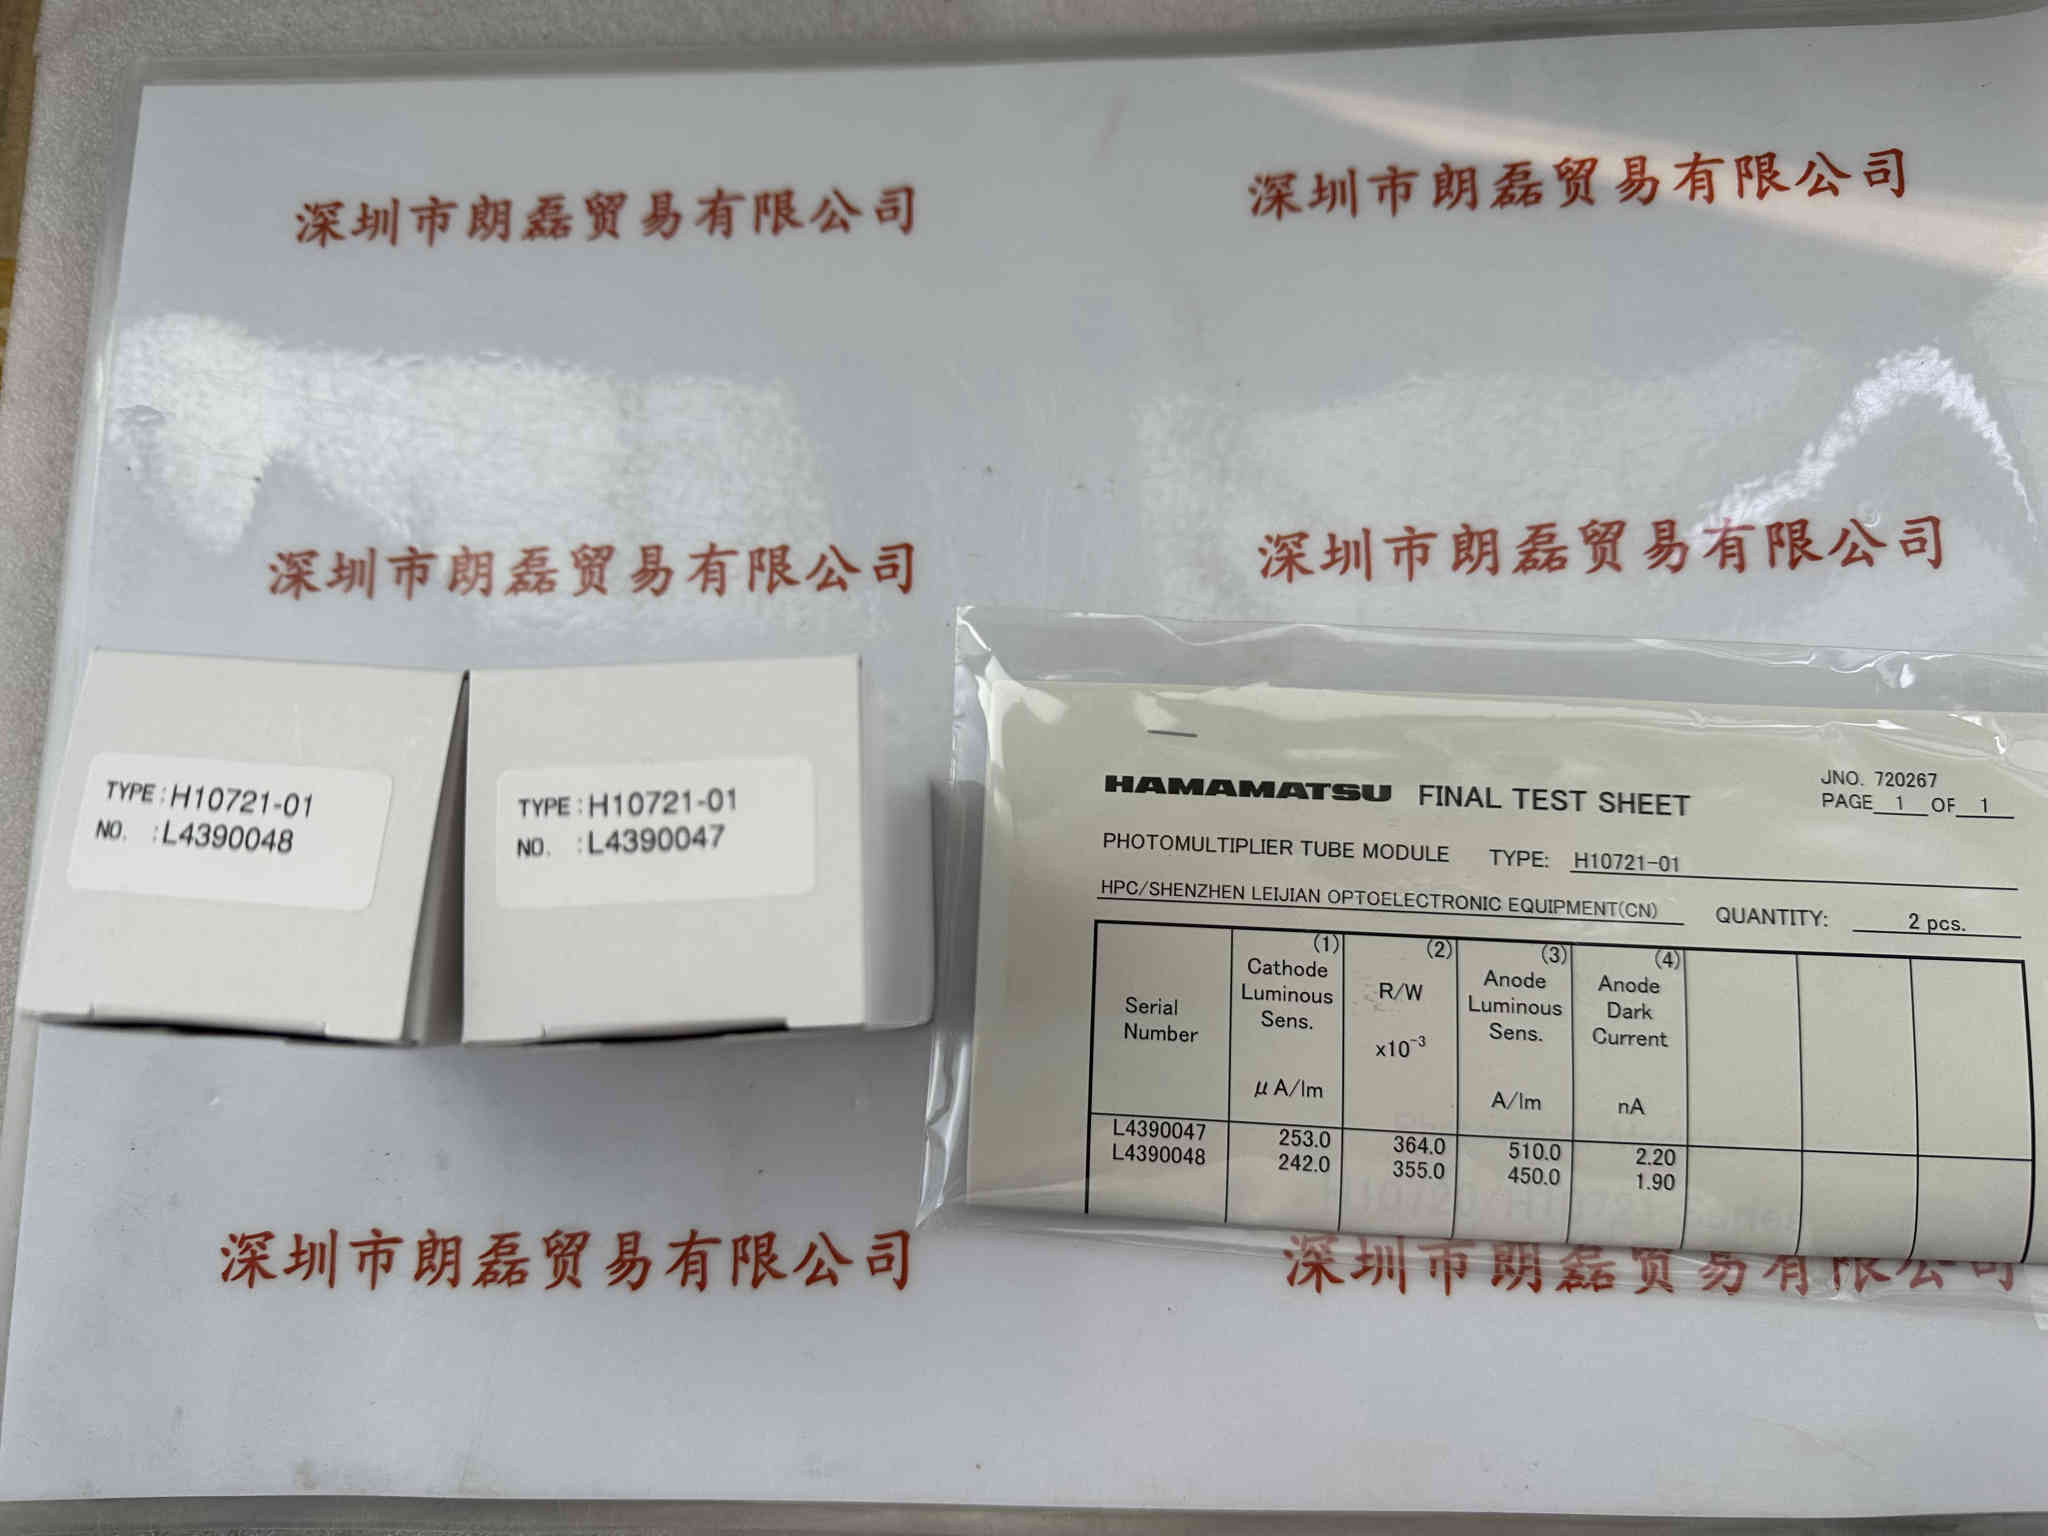 深圳市朗磊贸易有限公司
深圳市朗磊贸易有限公司
深圳市朗磊贸易有限公司
深圳市朗磊贸易有限公司
TYPE:H10721-01
NO. :L4390048
TYPE:H10721-01
NO. :L4390047
HAMAMATSU FINAL TEST SHEET
JNO. 720267
PAGE 1 OF 1
PHOTOMULTIPLIER TUBE MODULE TYPE: H10721-01
HPC/SHENZHEN LEIJIAN OPTOELECTRONIC EQUIPMENT(CN) QUANTITY: 2 pcs.
Serial Number
(1) Cathode Luminous Sens. μA/lm
(2) R/W x10⁻³
(3) Anode Luminous Sens. A/lm
(4) Anode Dark Current nA
L4390047 253.0 364.0 510.0 2.20
L4390048 242.0 355.0 450.0 1.90
深圳市朗磊贸易有限公司
深圳市朗磊贸易有限公司